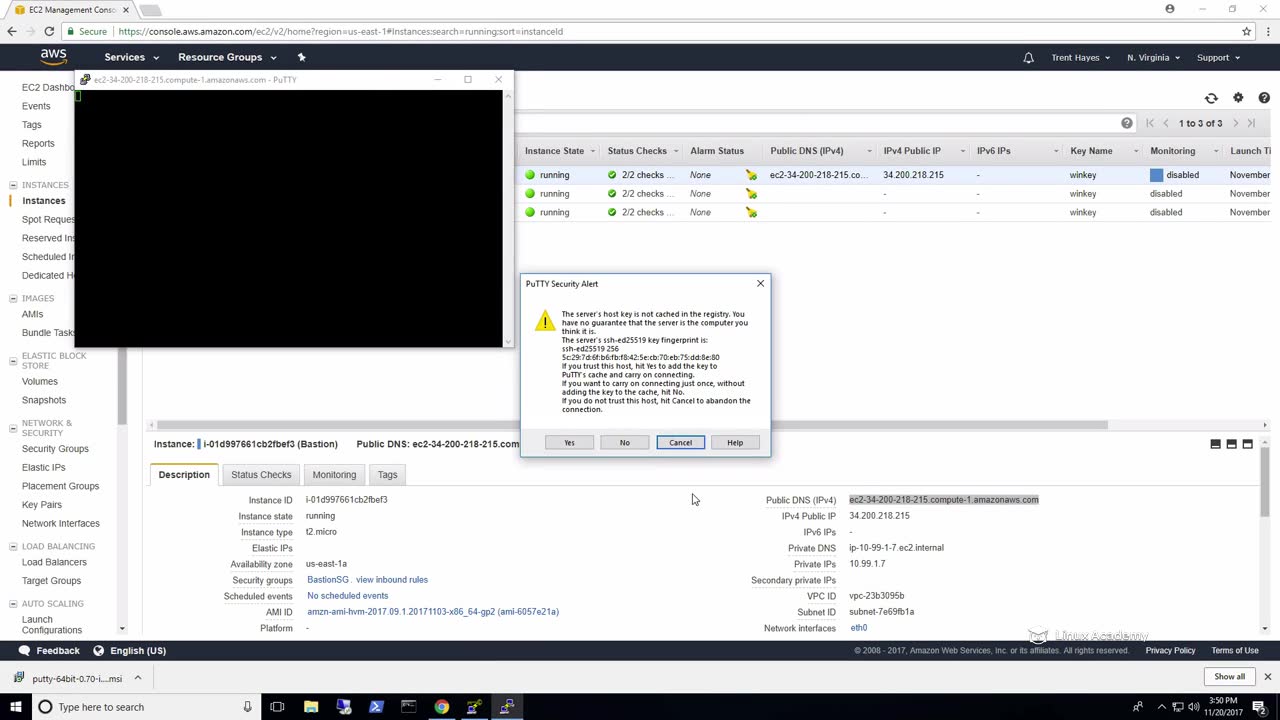 EC2 Management Conso
Secure
https://console.aws.amazon.com/ec2/v2/home?region=us-east-1#Instances:search=running;sort=instanceId
aws
Services
Resource Groups
Trent Hayes
N. Virginia
Support
ec2-34-200-218-215.compute-1.amazonaws.com - PuTTY
EC2 Dashbo
Events
Tags
Reports
Limits
INSTANCES
Instances
Spot Reques
Reserved Ins
Scheduled In
Dedicated Ho
IMAGES
AMIs
Bundle Tasks
ELASTIC BLOCK
STORE
Volumes
Snapshots
NETWORK &
SECURITY
Security Groups
Elastic IPs
Placement Groups
Key Pairs
Network Interfaces
LOAD BALANCING
Load Balancers
Target Groups
AUTO SCALING
Launch
Configurations
1 to 3 of 3
Instance State
Status Checks
Alarm Status
Public DNS (IPv4)
IPv4 Public IP
IPv6 IPs
Key Name
Monitoring
Launch Ti
running
2/2 checks ...
None
ec2-34-200-218-215.co...
34.200.218.215
-
winkey
disabled
November
running
2/2 checks ...
None
-
-
winkey
disabled
November
running
2/2 checks ...
None
-
-
winkey
disabled
November
PuTTY Security Alert
The server's host key is not cached in the registry. You
have no guarantee that the server is the computer you
think it is.
The server's ssh-ed25519 key fingerprint is:
ssh-ed25519 256
5c:29:7d:6f:b6:fb:f8:42:5e:cb:70:eb:75:dd:8e:80
If you trust this host, hit Yes to add the key to
PuTTY's cache and carry on connecting.
If you want to carry on connecting just once, without
adding the key to the cache, hit No.
If you do not trust this host, hit Cancel to abandon the
connection.
Yes
No
Cancel
Help
Instance: i-01d997661cb2fbef3 (Bastion)
Public DNS: ec2-34-200-218-215.com
Description
Status Checks
Monitoring
Tags
Instance ID
i-01d997661cb2fbef3
Instance state
running
Instance type
t2.micro
Elastic IPs
Availability zone
us-east-1a
Security groups
BastionSG . view inbound rules
Scheduled events
No scheduled events
AMI ID
amzn-ami-hvm-2017.09.1.20171103-x86_64-gp2 (ami-6057e21a)
Platform
-
Public DNS (IPv4)
ec2-34-200-218-215.compute-1.amazonaws.com
IPv4 Public IP
34.200.218.215
IPv6 IPs
-
Private DNS
ip-10-99-1-7.ec2.internal
Private IPs
10.99.1.7
Secondary private IPs
VPC ID
vpc-23b3095b
Subnet ID
subnet-7e69fb1a
Network interfaces
eth0
Linux Academy
Feedback
English (US)
© 2008 - 2017, Amazon Web Services, Inc. or its affiliates. All rights reserved.
Privacy Policy
Terms of Use
putty-64bit-0.70-i....msi
Show all
Type here to search
3:50 PM
11/20/2017
2